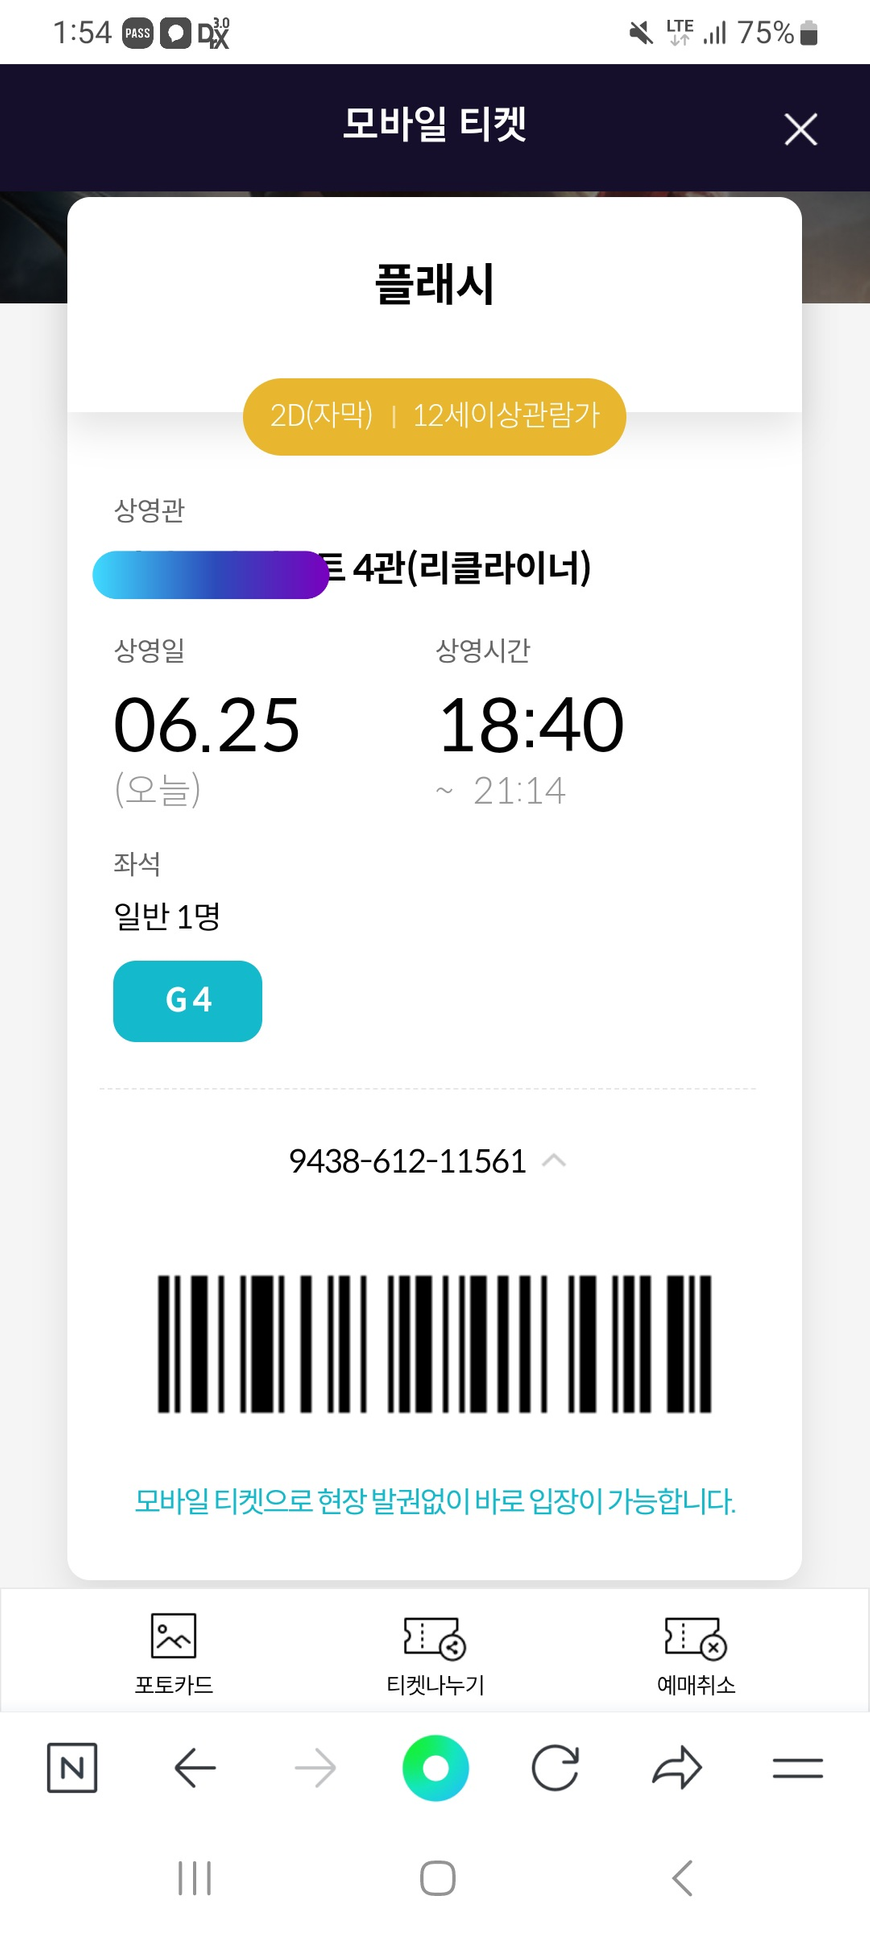 1:54 PASS DTX 3.0 LTE 75%
모바일 티켓
플래시
2D(자막) | 12세이상관람가
상영관
트 4관(리클라이너)
상영일 상영시간
06.25 18:40
(오늘) ~ 21:14
좌석
일반 1명
G4
9438-612-11561
모바일 티켓으로 현장 발권없이 바로 입장이 가능합니다.
포토카드 티켓나누기 예매취소
N